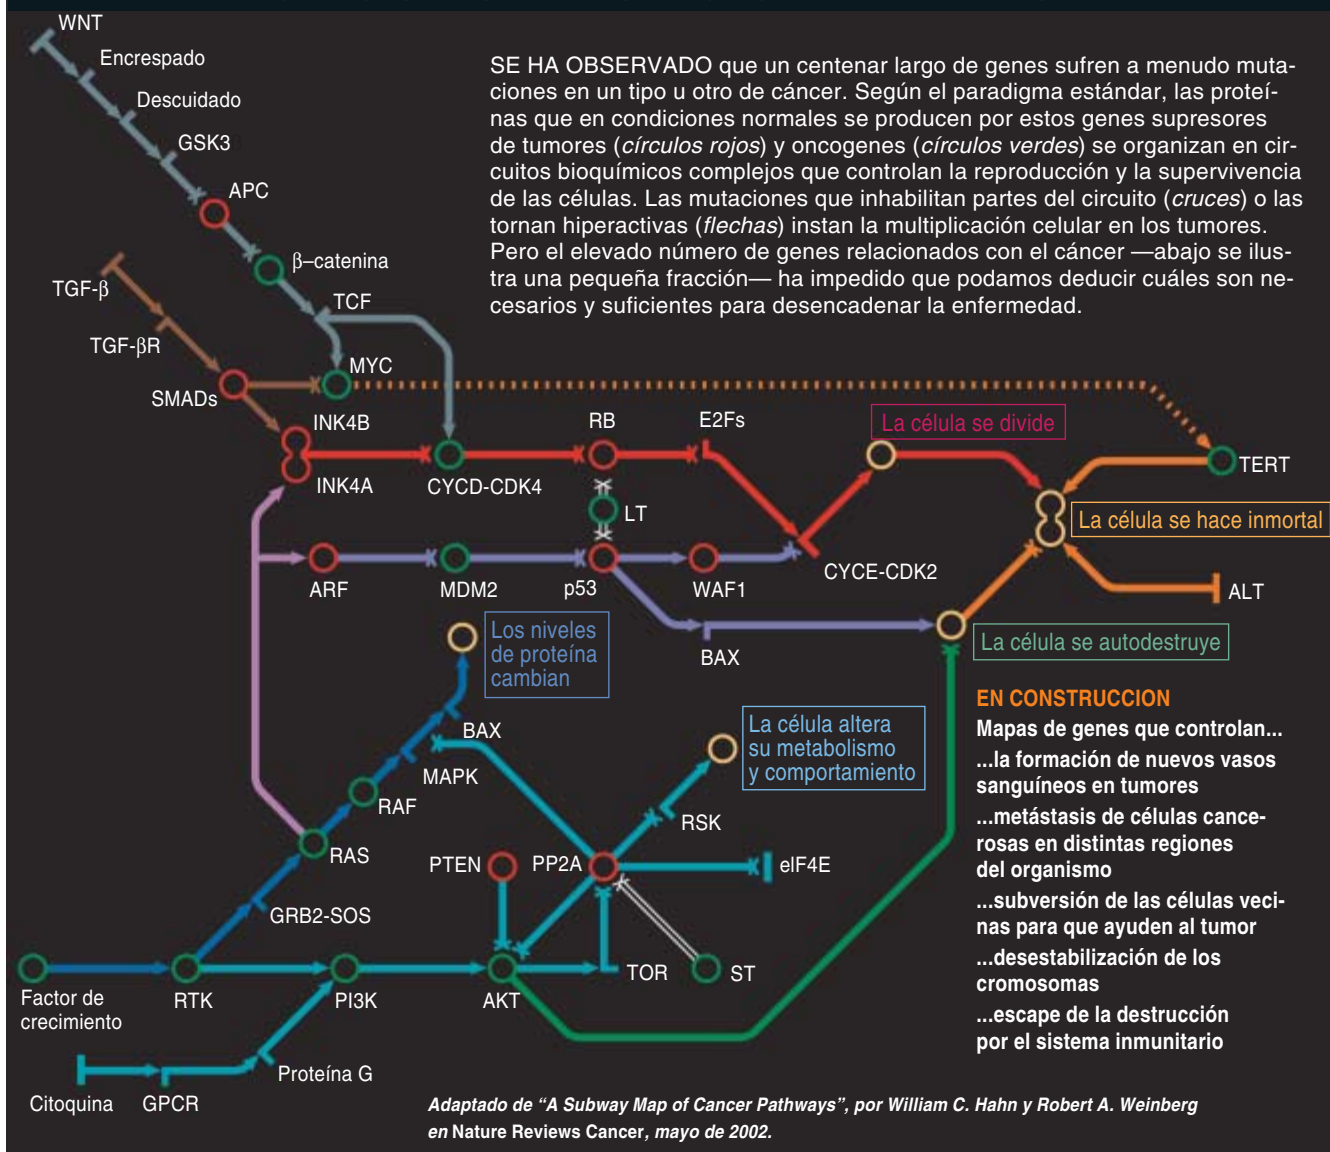 WNT
Encrespado
Descuidado
GSK3
APC
β–catenina
TCF
SE HA OBSERVADO que un centenar largo de genes sufren a menudo muta-
ciones en un tipo u otro de cáncer. Según el paradigma estándar, las proteí-
nas que en condiciones normales se producen por estos genes supresores
de tumores (círculos rojos) y oncogenes (círculos verdes) se organizan en cir-
cuitos bioquímicos complejos que controlan la reproducción y la supervivencia
de las células. Las mutaciones que inhabilitan partes del circuito (cruces) o las
tornan hiperactivas (flechas) instan la multiplicación celular en los tumores.
Pero el elevado número de genes relacionados con el cáncer —abajo se ilus-
tra una pequeña fracción— ha impedido que podamos deducir cuáles son ne-
cesarios y suficientes para desencadenar la enfermedad.
TGF-β
TGF-βR
SMADs
MYC
INK4B
INK4A
CYCD-CDK4
RB
E2Fs
La célula se divide
TERT
LT
La célula se hace inmortal
ARF
MDM2
p53
WAF1
CYCE-CDK2
ALT
BAX
La célula se autodestruye
Los niveles
de proteína
cambian
BAX
MAPK
RAF
RAS
GRB2-SOS
La célula altera
su metabolismo
y comportamiento
RSK
PTEN
PP2A
eIF4E
Factor de
crecimiento
RTK
PI3K
AKT
TOR
ST
Citoquina
GPCR
Proteína G
EN CONSTRUCCION
Mapas de genes que controlan...
...la formación de nuevos vasos
sanguíneos en tumores
...metástasis de células cance-
rosas en distintas regiones
del organismo
...subversión de las células veci-
nas para que ayuden al tumor
...desestabilización de los
cromosomas
...escape de la destrucción
por el sistema inmunitario
Adaptado de “A Subway Map of Cancer Pathways”, por William C. Hahn y Robert A. Weinberg
en Nature Reviews Cancer, mayo de 2002.